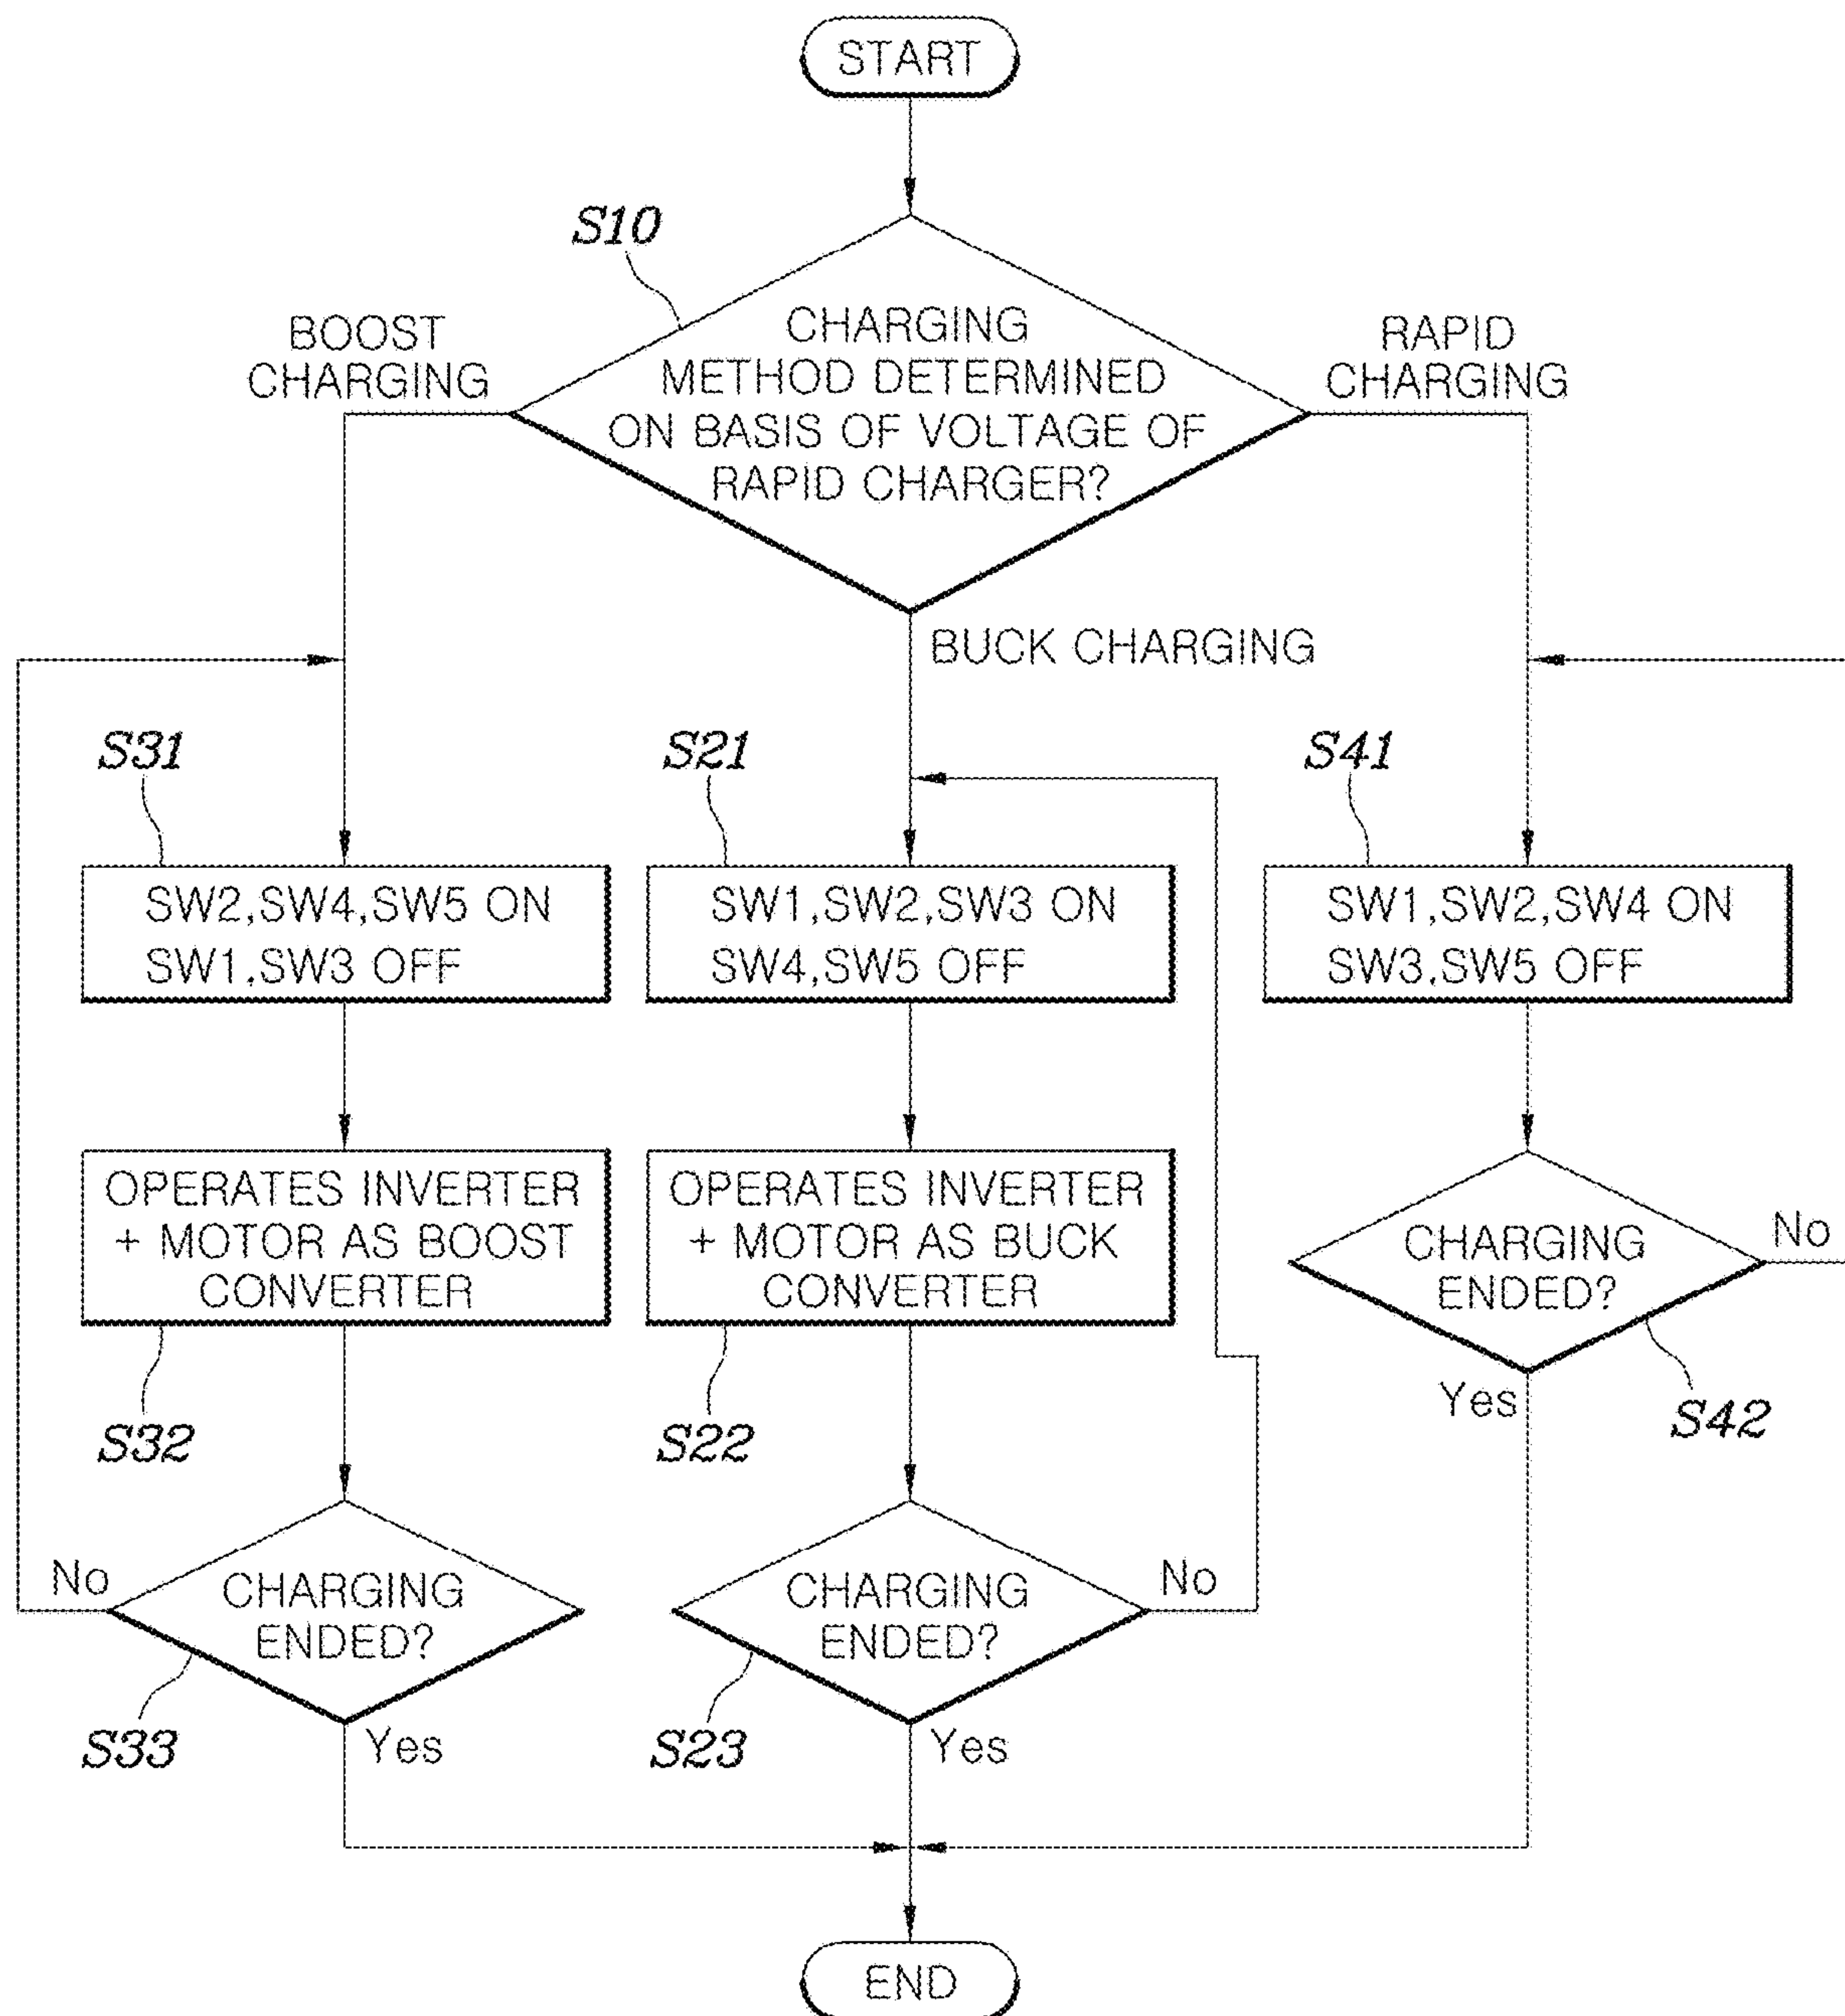 START
S10
CHARGING
METHOD DETERMINED
ON BASIS OF VOLTAGE OF
RAPID CHARGER?
BOOST
CHARGING
RAPID
CHARGING
BUCK CHARGING
S31
SW2,SW4,SW5 ON
SW1,SW3 OFF
S21
SW1,SW2,SW3 ON
SW4,SW5 OFF
S41
SW1,SW2,SW4 ON
SW3,SW5 OFF
OPERATES INVERTER
+ MOTOR AS BOOST
CONVERTER
S32
OPERATES INVERTER
+ MOTOR AS BUCK
CONVERTER
S22
CHARGING
ENDED?
No
Yes
S42
CHARGING
ENDED?
No
S33
Yes
CHARGING
ENDED?
No
S23
Yes
END